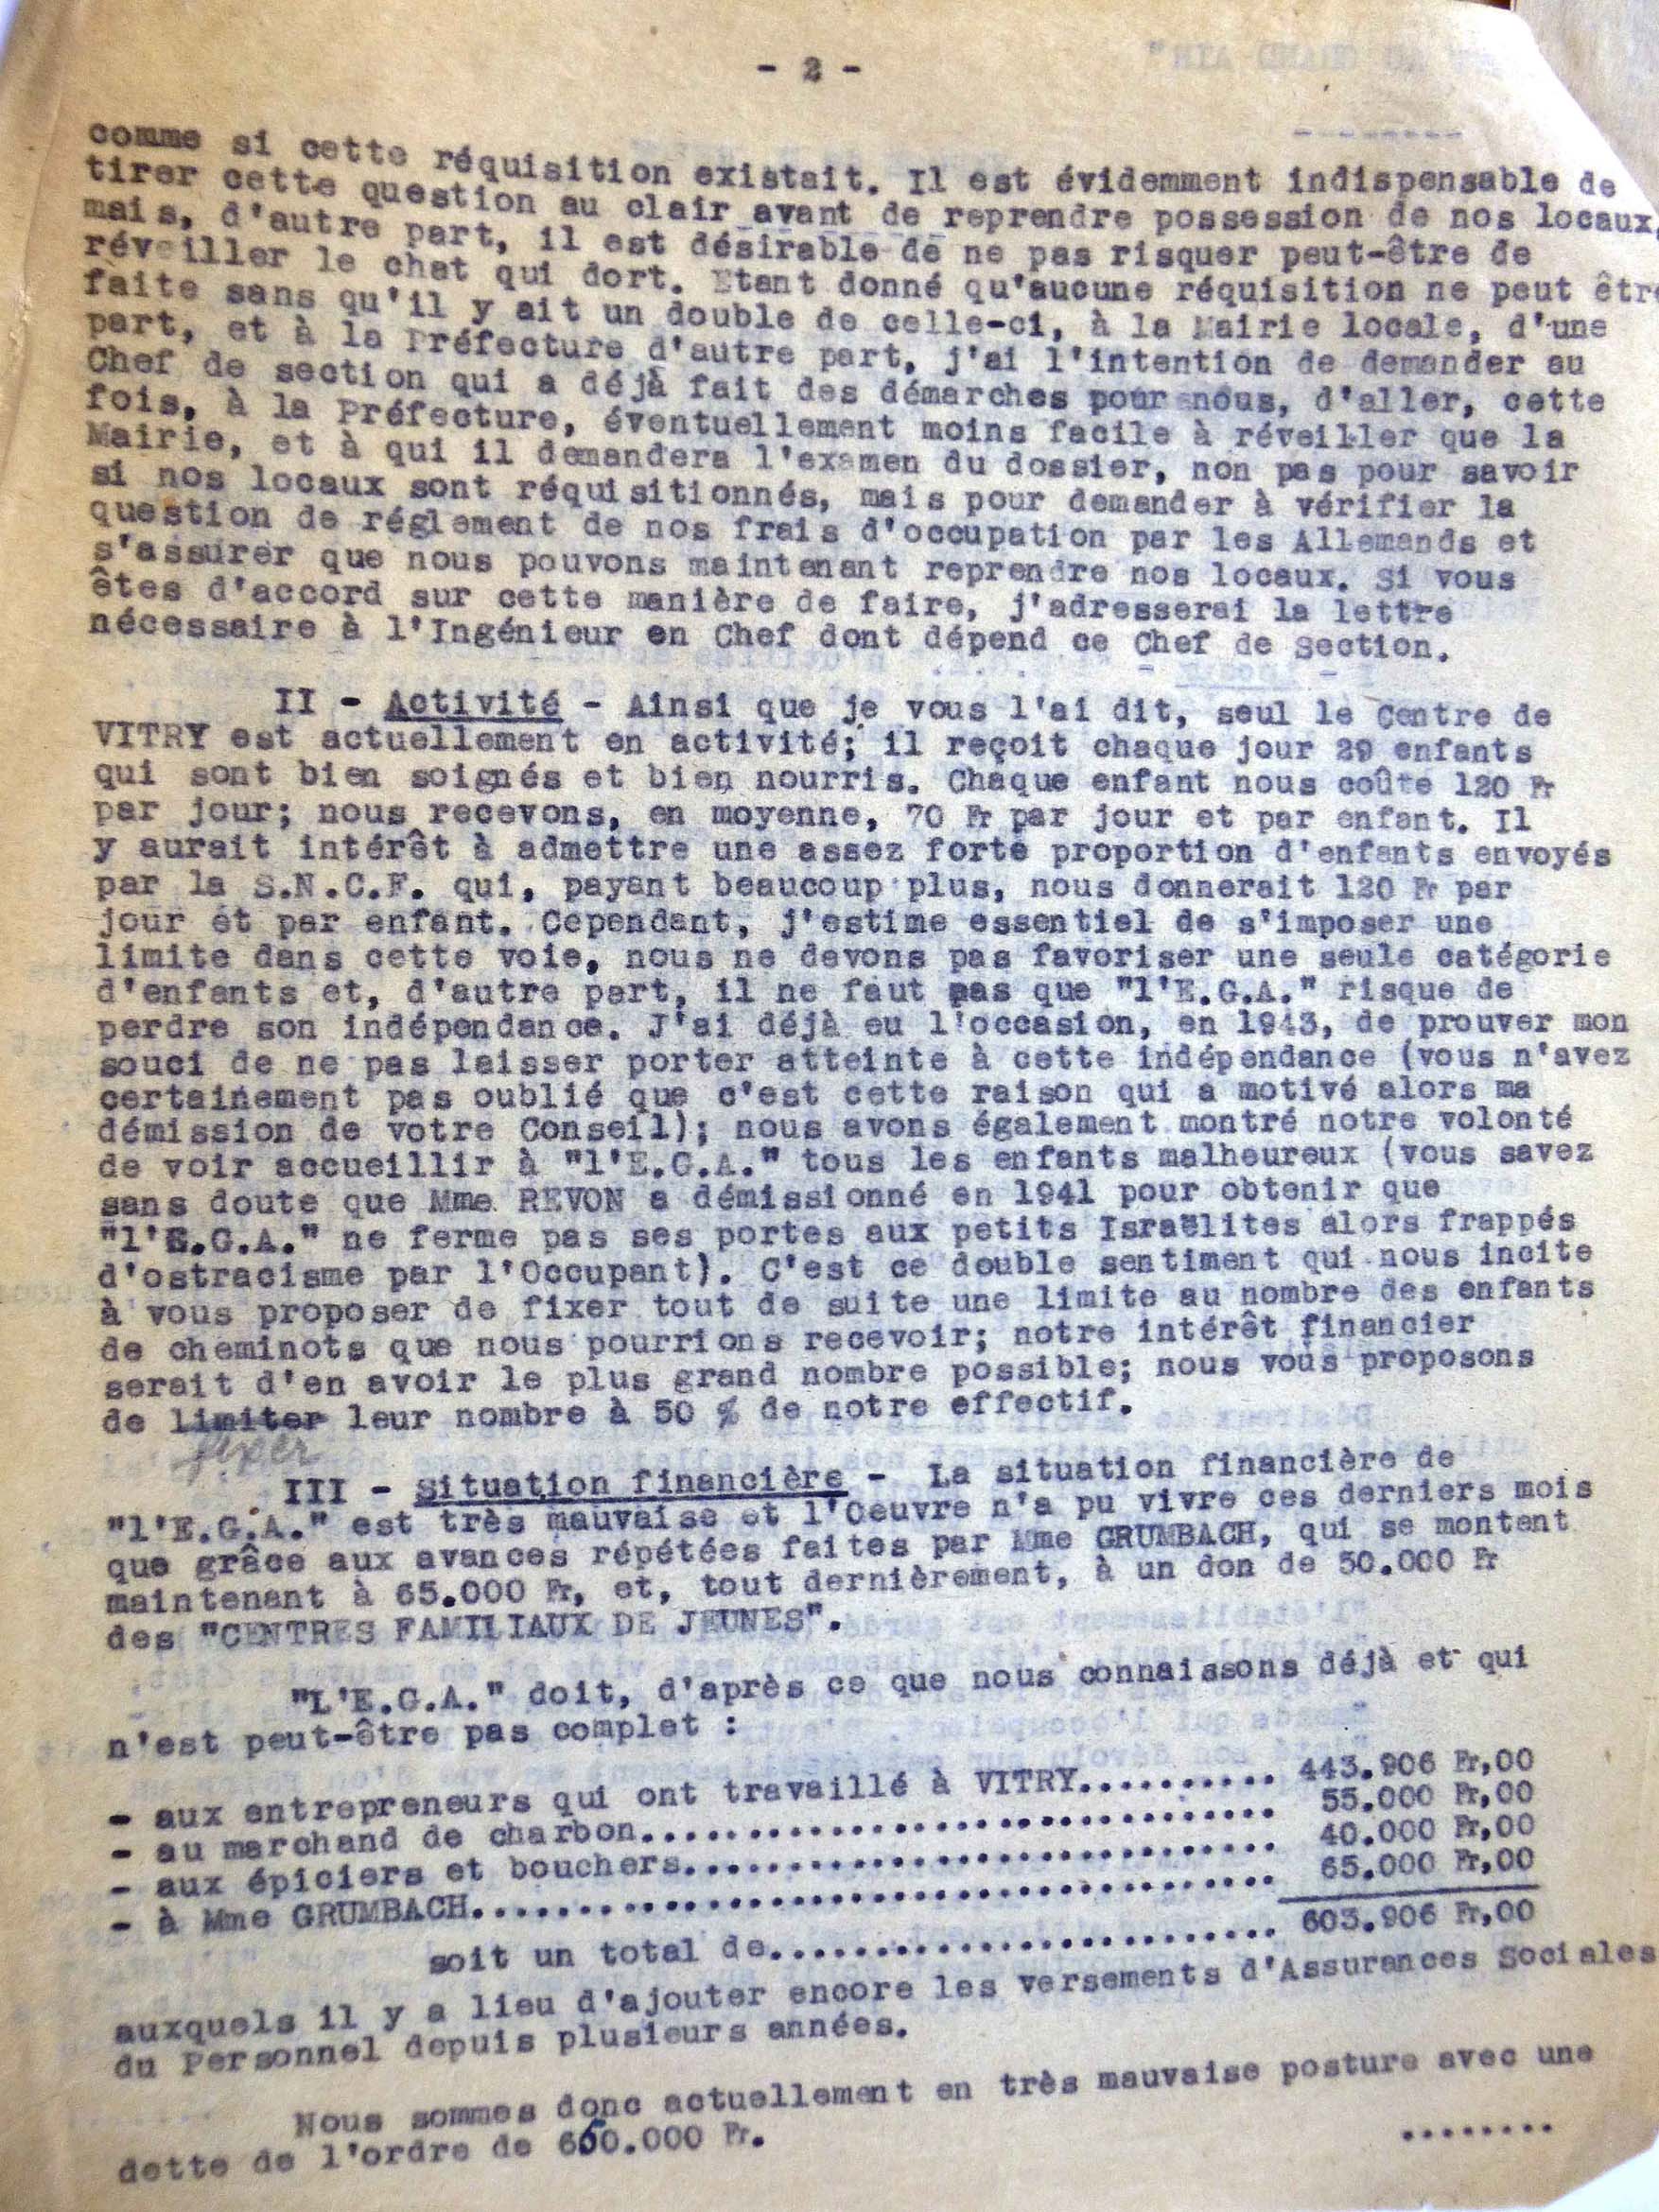 - 2 -
comme si cette réquisition existait. Il est évidemment indispensable de
tirer cette question au clair avant de reprendre possession de nos locaux,
mais, d'autre part, il est désirable de ne pas risquer peut-être de
réveiller le chat qui dort. Etant donné qu'aucune réquisition ne peut être
faite sans qu'il y ait un double de celle-ci, à la Mairie locale, d'une
part, et à la Préfecture d'autre part, j'ai l'intention de demander au
Chef de section qui a déjà fait des démarches pour nous, d'aller, cette
fois, à la Préfecture, éventuellement moins facile à réveiller que la
Mairie, et à qui il demandera l'examen du dossier, non pas pour savoir
si nos locaux sont réquisitionnés, mais pour demander à vérifier la
question de réglement de nos frais d'occupation par les Allemands et
s'assurer que nous pouvons maintenant reprendre nos locaux. Si vous
êtes d'accord sur cette manière de faire, j'adresserai la lettre
nécessaire à l'Ingénieur en Chef dont dépend ce Chef de Section.
II - Activité - Ainsi que je vous l'ai dit, seul le Centre de
VITRY est actuellement en activité; il reçoit chaque jour 29 enfants
qui sont bien soignés et bien nourris. Chaque enfant nous coûte 120 Fr
par jour; nous recevons, en moyenne, 70 Fr par jour et par enfant. Il
y aurait intérêt à admettre une assez forte proportion d'enfants envoyés
par la S.N.C.F. qui, payant beaucoup plus, nous donnerait 120 Fr par
jour et par enfant. Cependant, j'estime essentiel de s'imposer une
limite dans cette voie, nous ne devons pas favoriser une seule catégorie
d'enfants et, d'autre part, il ne faut pas que "l'E.G.A." risque de
perdre son indépendance. J'ai déjà eu l'occasion, en 1943, de prouver mon
souci de ne pas laisser porter atteinte à cette indépendance (vous n'avez
certainement pas oublié que c'est cette raison qui a motivé alors ma
démission de votre Conseil); nous avons également montré notre volonté
de voir accueillir à "l'E.G.A." tous les enfants malheureux (vous savez
sans doute que Mme REVON a démissionné en 1941 pour obtenir que
"l'E.G.A." ne ferme pas ses portes aux petits Israëlites alors frappés
d'ostracisme par l'Occupant). C'est ce double sentiment qui nous incite
à vous proposer de fixer tout de suite une limite au nombre des enfants
de cheminots que nous pourrions recevoir; notre intérêt financier
serait d'en avoir le plus grand nombre possible; nous vous proposons
de limiter leur nombre à 50 % de notre effectif.
fixer
III - Situation financière - La situation financière de
"l'E.G.A." est très mauvaise et l'Oeuvre n'a pu vivre ces derniers mois
que grâce aux avances répétées faites par Mme GRUMBACH, qui se montent
maintenant à 65.000 Fr, et, tout dernièrement, à un don de 50.000 Fr
des "CENTRES FAMILIAUX DE JEUNES".
"L'E.G.A." doit, d'après ce que nous connaissons déjà et qui
n'est peut-être pas complet :
- aux entrepreneurs qui ont travaillé à VITRY.......... 443.906 Fr,00
- au marchand de charbon.............................. 55.000 Fr,00
- aux épiciers et bouchers............................ 40.000 Fr,00
- à Mme GRUMBACH...................................... 65.000 Fr,00
soit un total de........................ 603.906 Fr,00
auxquels il y a lieu d'ajouter encore les versements d'Assurances Sociales
du Personnel depuis plusieurs années.
Nous sommes donc actuellement en très mauvaise posture avec une
dette de l'ordre de 650.000 Fr.
........